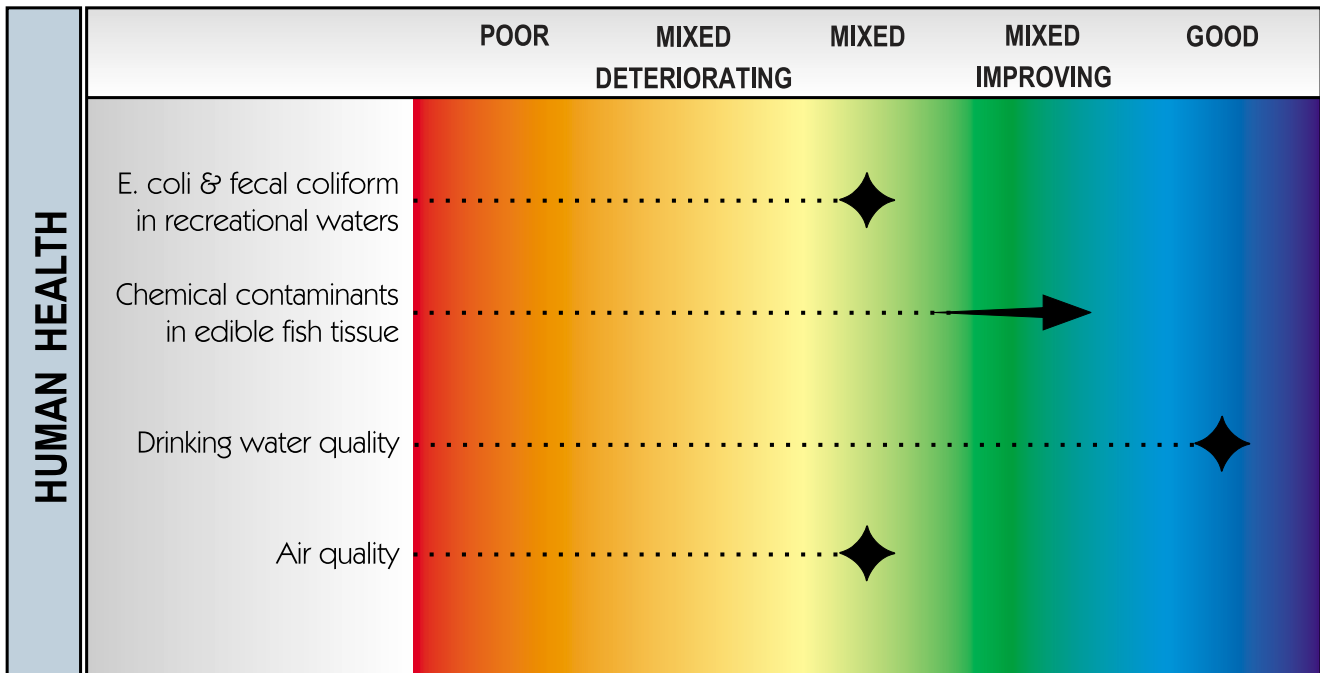 HUMAN HEALTH
POOR
MIXED
DETERIORATING
MIXED
MIXED
IMPROVING
GOOD
E. coli & fecal coliform
in recreational waters
Chemical contaminants
in edible fish tissue
Drinking water quality
Air quality